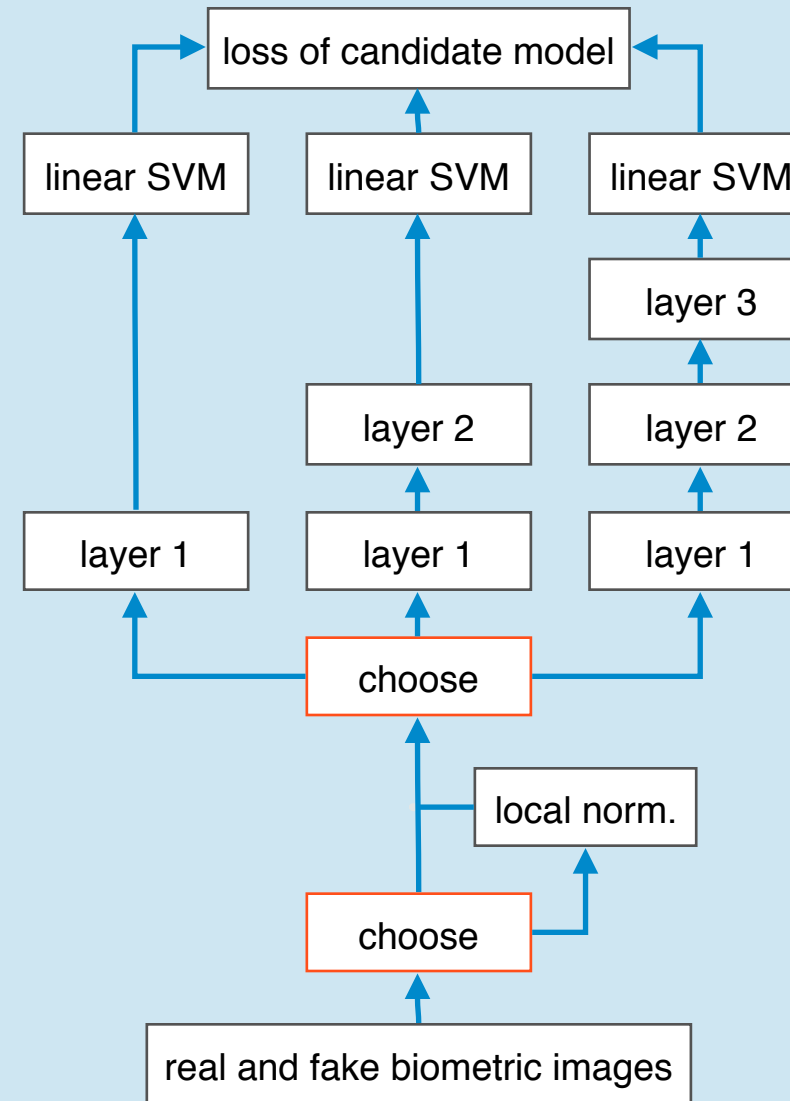 loss of candidate model
linear SVM
linear SVM
linear SVM
layer 3
layer 2
layer 2
layer 1
layer 1
layer 1
choose
local norm.
choose
real and fake biometric images